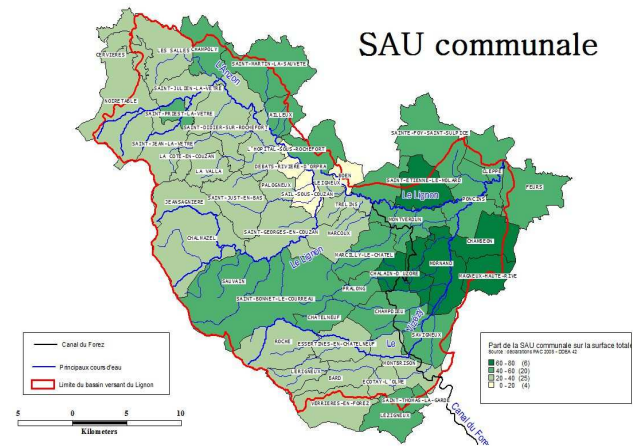 SAU communale
CERVIERES
LES SALLES
CHAMPOLY
SAINT-MARTIN-LA-SAUVETE
L'Anzon
NOIRETABLE
SAINT-JULIEN-LA-VETRE
SAINT-PRIEST-LA-VETRE
AILLEUX
SAINT-DIDIER-SUR-ROCHEFORT
SAINTE-FOY-SAINT-SULPICE
SAINT-JEAN-LA-VETRE
L'HOPITAL-SOUS-ROCHEFORT
LA COTE-EN-COUZAN
DEBATS-RIVIERE-D'ORPRA
BOEN
CLEPPE
LA VALLA
LEIGNEUX
SAINT-ETIENNE-LE-MOLARD
FEURS
PALOGNEUX
SAIL-SOUS-COUZAN
Le Lignon
PONCINS
JEANSAGNIERE
SAINT-JUST-EN-BAS
TRELINS
MONTVERDUN
CHALMAZEL
SAINT-GEORGES-EN-COUZAN
MARCOUX
CHAMBEON
Le Lignon
MARCILLY-LE-CHATEL
MORNAND
SAUVAIN
CHALAIN-D'UZORE
MAGNEUX-HAUTE-RIVE
PRALONG
SAINT-BONNET-LE-COURREAU
CHAMPDIEU
CHATELNEUF
SAVIGNEUX
Le
ROCHE
ESSERTINES-EN-CHATELNEUF
MONTBRISON
LERIGNEUX
BARD
ECOTAY-L'OLME
VERRIERES-EN-FOREZ
SAINT-THOMAS-LA-GARDE
LEZIGNEUX
Canal du Forez
Canal du Forez
Principaux cours d'eau
Limite du bassin versant du Lignon
5 0 5 10
Kilometers
Part de la SAU communale sur la surface totale
60 - 80 (6)
40 - 60 (20)
20 - 40 (25)
0 - 20 (4)